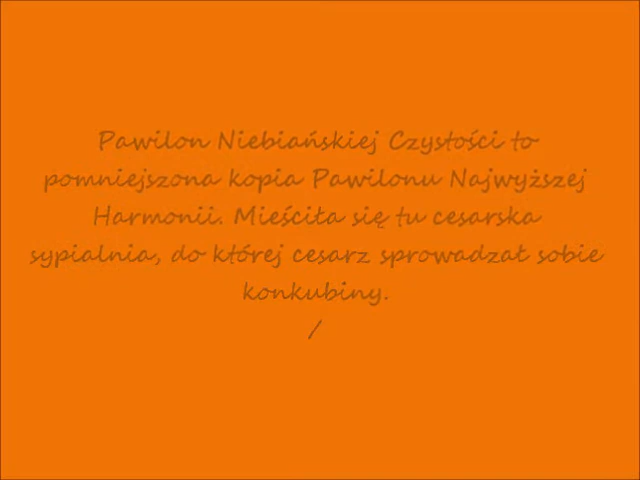 Pawilon Niebiańskiej Czystości to
pomniejszona kopia Pawilonu Najwyższej
Harmonii. Mieściła się tu cesarska
sypialnia, do której cesarz sprowadzał sobie
konkubiny.
/